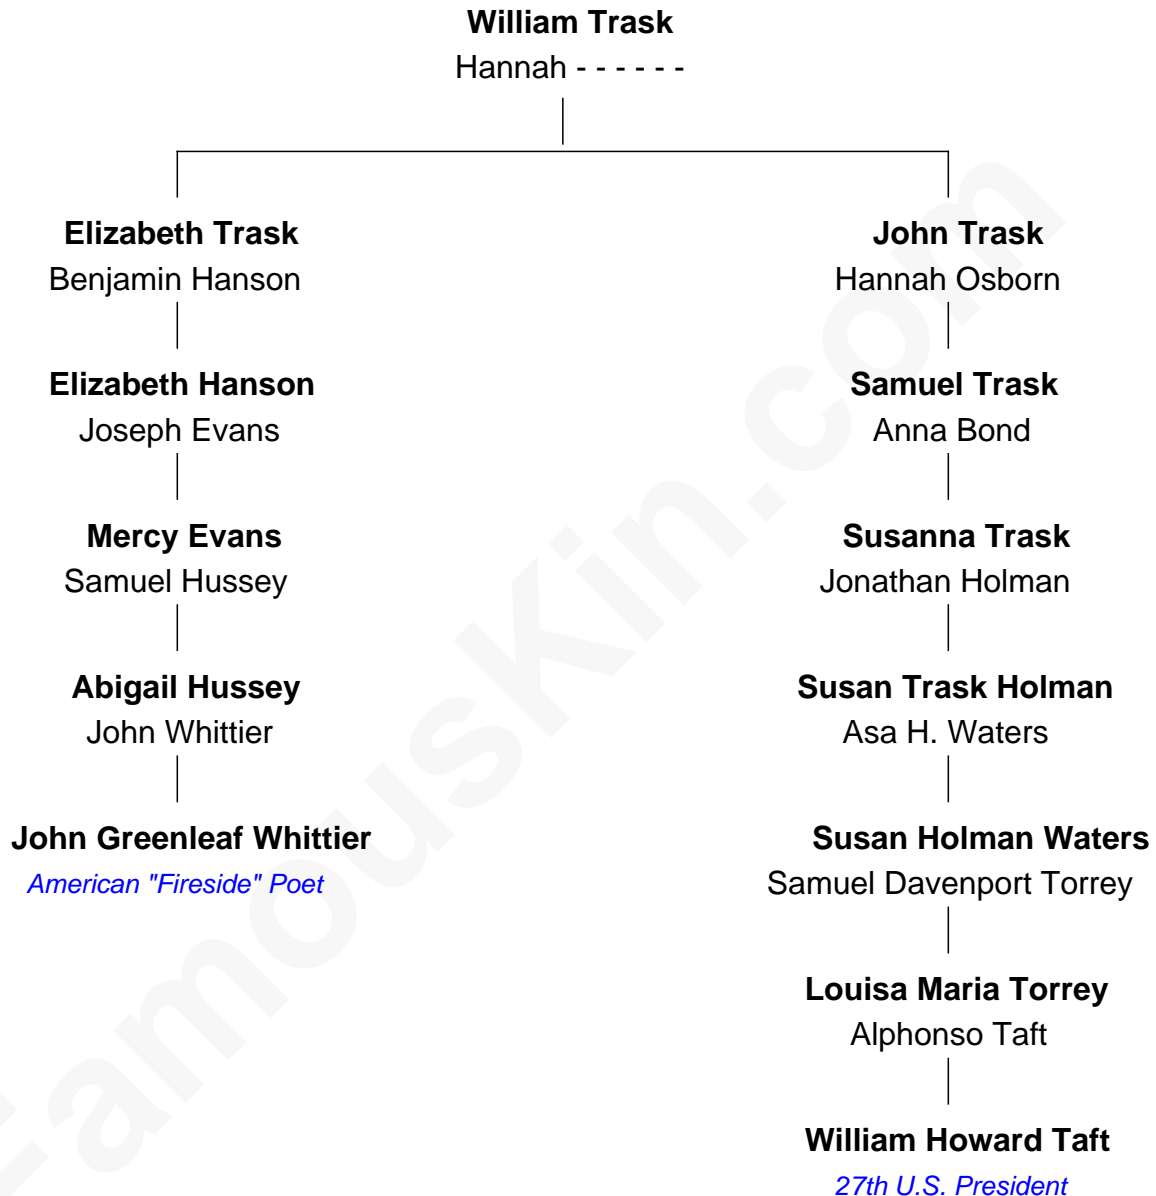 William Trask
Hannah - - - - - -
Elizabeth Trask
Benjamin Hanson
Elizabeth Hanson
Joseph Evans
Mercy Evans
Samuel Hussey
Abigail Hussey
John Whittier
John Greenleaf Whittier
American "Fireside" Poet
John Trask
Hannah Osborn
Samuel Trask
Anna Bond
Susanna Trask
Jonathan Holman
Susan Trask Holman
Asa H. Waters
Susan Holman Waters
Samuel Davenport Torrey
Louisa Maria Torrey
Alphonso Taft
William Howard Taft
27th U.S. President
FamousKin.com